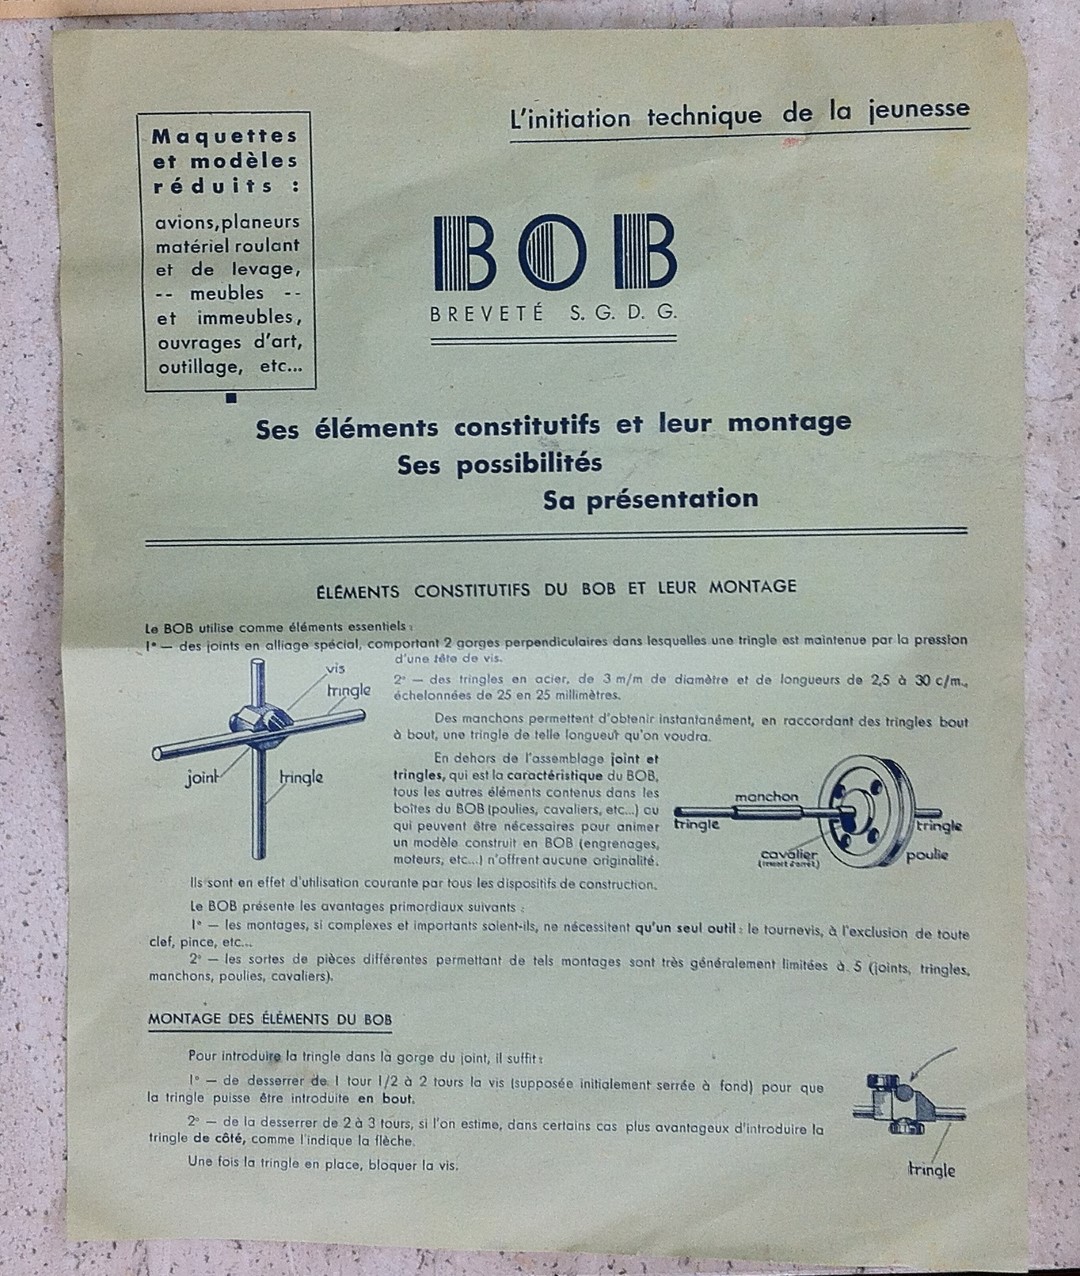 L'initiation technique de la jeunesse
Maquettes
et modèles
réduits :
avions, planeurs
matériel roulant
et de levage,
-- meubles --
et immeubles,
ouvrages d'art,
outillage, etc...
BOB
BREVETÉ S. G. D. G.
Ses éléments constitutifs et leur montage
Ses possibilités
Sa présentation
ÉLÉMENTS CONSTITUTIFS DU BOB ET LEUR MONTAGE
Le BOB utilise comme éléments essentiels :
1° — des joints en alliage spécial, comportant 2 gorges perpendiculaires dans lesquelles une tringle est maintenue par la pression
d'une tête de vis.
2° — des tringles en acier, de 3 m/m de diamètre et de longueurs de 2,5 à 30 c/m.,
échelonnées de 25 en 25 millimètres.
Des manchons permettent d'obtenir instantanément, en raccordant des tringles bout
à bout, une tringle de telle longueur qu'on voudra.
vis
tringle
joint
tringle
En dehors de l'assemblage joint et
tringles, qui est la caractéristique du BOB,
tous les autres éléments contenus dans les
boîtes du BOB (poulies, cavaliers, etc...) ou
qui peuvent être nécessaires pour animer
un modèle construit en BOB (engrenages,
moteurs, etc...) n'offrent aucune originalité.
manchon
tringle
tringle
cavalier
poulie
Ils sont en effet d'utilisation courante par tous les dispositifs de construction.
Le BOB présente les avantages primordiaux suivants :
1° — les montages, si complexes et importants soient-ils, ne nécessitent qu'un seul outil : le tournevis, à l'exclusion de toute
clef, pince, etc...
2° — les sortes de pièces différentes permettant de tels montages sont très généralement limitées à 5 (joints, tringles,
manchons, poulies, cavaliers).
MONTAGE DES ÉLÉMENTS DU BOB
Pour introduire la tringle dans la gorge du joint, il suffit :
1° — de desserrer de 1 tour 1/2 à 2 tours la vis (supposée initialement serrée à fond) pour que
la tringle puisse être introduite en bout.
2° — de la desserrer de 2 à 3 tours, si l'on estime, dans certains cas plus avantageux d'introduire la
tringle de côté, comme l'indique la flèche.
Une fois la tringle en place, bloquer la vis.
tringle